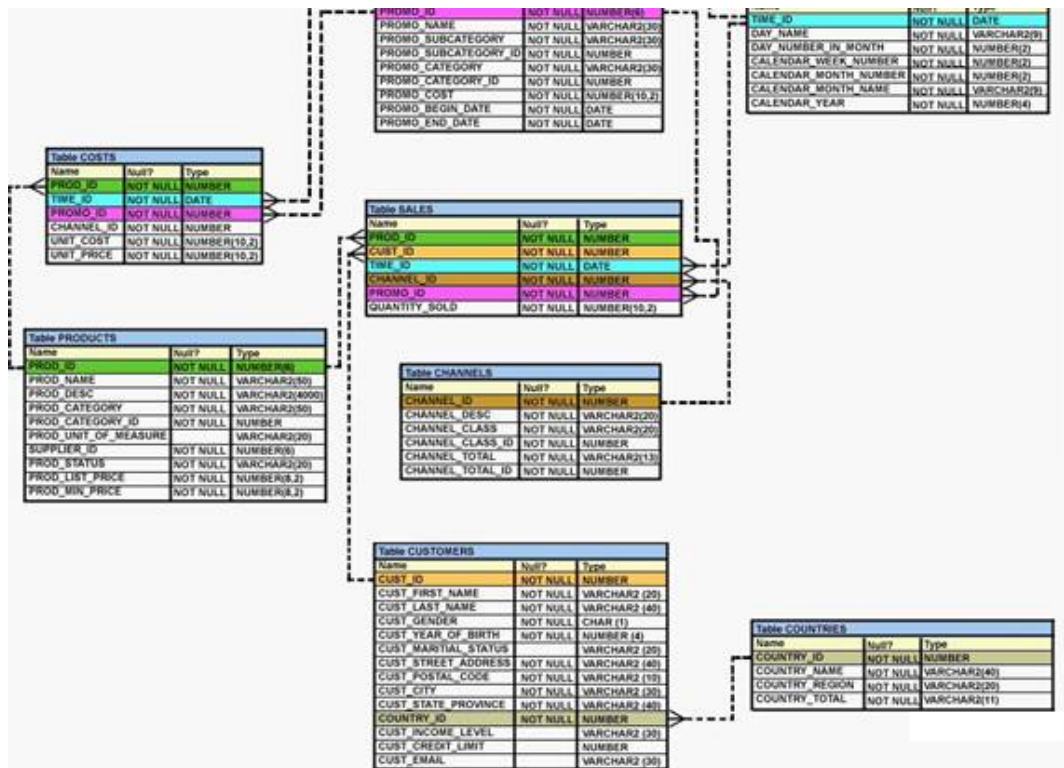 PROMO_ID NOT NULL NUMBER(6)
PROMO_NAME NOT NULL VARCHAR2(30)
PROMO_SUBCATEGORY NOT NULL VARCHAR2(30)
PROMO_SUBCATEGORY_ID NOT NULL NUMBER
PROMO_CATEGORY NOT NULL VARCHAR2(30)
PROMO_CATEGORY_ID NOT NULL NUMBER
PROMO_COST NOT NULL NUMBER(10,2)
PROMO_BEGIN_DATE NOT NULL DATE
PROMO_END_DATE NOT NULL DATE
TIME_ID NOT NULL DATE
DAY_NAME NOT NULL VARCHAR2(9)
DAY_NUMBER_IN_MONTH NOT NULL NUMBER(2)
CALENDAR_WEEK_NUMBER NOT NULL NUMBER(2)
CALENDAR_MONTH_NUMBER NOT NULL NUMBER(2)
CALENDAR_MONTH_NAME NOT NULL VARCHAR2(9)
CALENDAR_YEAR NOT NULL NUMBER(4)
Table COSTS
Name Null? Type
PROD_ID NOT NULL NUMBER
TIME_ID NOT NULL DATE
PROMO_ID NOT NULL NUMBER
CHANNEL_ID NOT NULL NUMBER
UNIT_COST NOT NULL NUMBER(10,2)
UNIT_PRICE NOT NULL NUMBER(10,2)
Table SALES
Name Null? Type
PROD_ID NOT NULL NUMBER
CUST_ID NOT NULL NUMBER
TIME_ID NOT NULL DATE
CHANNEL_ID NOT NULL NUMBER
PROMO_ID NOT NULL NUMBER
QUANTITY_SOLD NOT NULL NUMBER(10,2)
Table PRODUCTS
Name Null? Type
PROD_ID NOT NULL NUMBER(6)
PROD_NAME NOT NULL VARCHAR2(50)
PROD_DESC NOT NULL VARCHAR2(4000)
PROD_CATEGORY NOT NULL VARCHAR2(50)
PROD_CATEGORY_ID NOT NULL NUMBER
PROD_UNIT_OF_MEASURE VARCHAR2(20)
SUPPLIER_ID NOT NULL NUMBER(6)
PROD_STATUS NOT NULL VARCHAR2(20)
PROD_LIST_PRICE NOT NULL NUMBER(8,2)
PROD_MIN_PRICE NOT NULL NUMBER(8,2)
Table CHANNELS
Name Null? Type
CHANNEL_ID NOT NULL NUMBER
CHANNEL_DESC NOT NULL VARCHAR2(20)
CHANNEL_CLASS NOT NULL VARCHAR2(20)
CHANNEL_CLASS_ID NOT NULL NUMBER
CHANNEL_TOTAL NOT NULL VARCHAR2(13)
CHANNEL_TOTAL_ID NOT NULL NUMBER
Table CUSTOMERS
Name Null? Type
CUST_ID NOT NULL NUMBER
CUST_FIRST_NAME NOT NULL VARCHAR2 (20)
CUST_LAST_NAME NOT NULL VARCHAR2 (40)
CUST_GENDER NOT NULL CHAR (1)
CUST_YEAR_OF_BIRTH NOT NULL NUMBER (4)
CUST_MARITIAL_STATUS VARCHAR2 (20)
CUST_STREET_ADDRESS NOT NULL VARCHAR2 (40)
CUST_POSTAL_CODE NOT NULL VARCHAR2 (10)
CUST_CITY NOT NULL VARCHAR2 (30)
CUST_STATE_PROVINCE NOT NULL VARCHAR2 (40)
COUNTRY_ID NOT NULL NUMBER
CUST_INCOME_LEVEL VARCHAR2 (30)
CUST_CREDIT_LIMIT NUMBER
CUST_EMAIL VARCHAR2 (30)
Table COUNTRIES
Name Null? Type
COUNTRY_ID NOT NULL NUMBER
COUNTRY_NAME NOT NULL VARCHAR2(40)
COUNTRY_REGION NOT NULL VARCHAR2(20)
COUNTRY_TOTAL NOT NULL VARCHAR2(11)